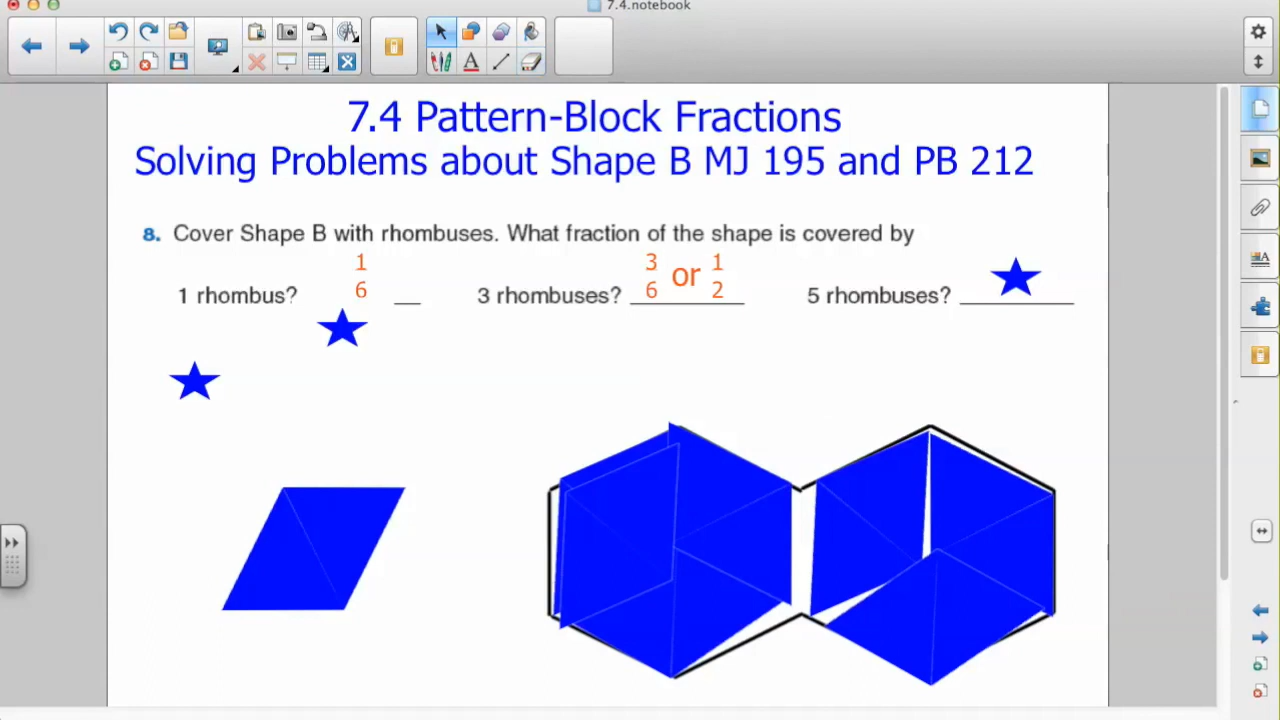 7.4.notebook
7.4 Pattern-Block Fractions
Solving Problems about Shape B MJ 195 and PB 212
8. Cover Shape B with rhombuses. What fraction of the shape is covered by
1 rhombus? 1/6 __ 3 rhombuses? 3/6 or 1/2 5 rhombuses? ________